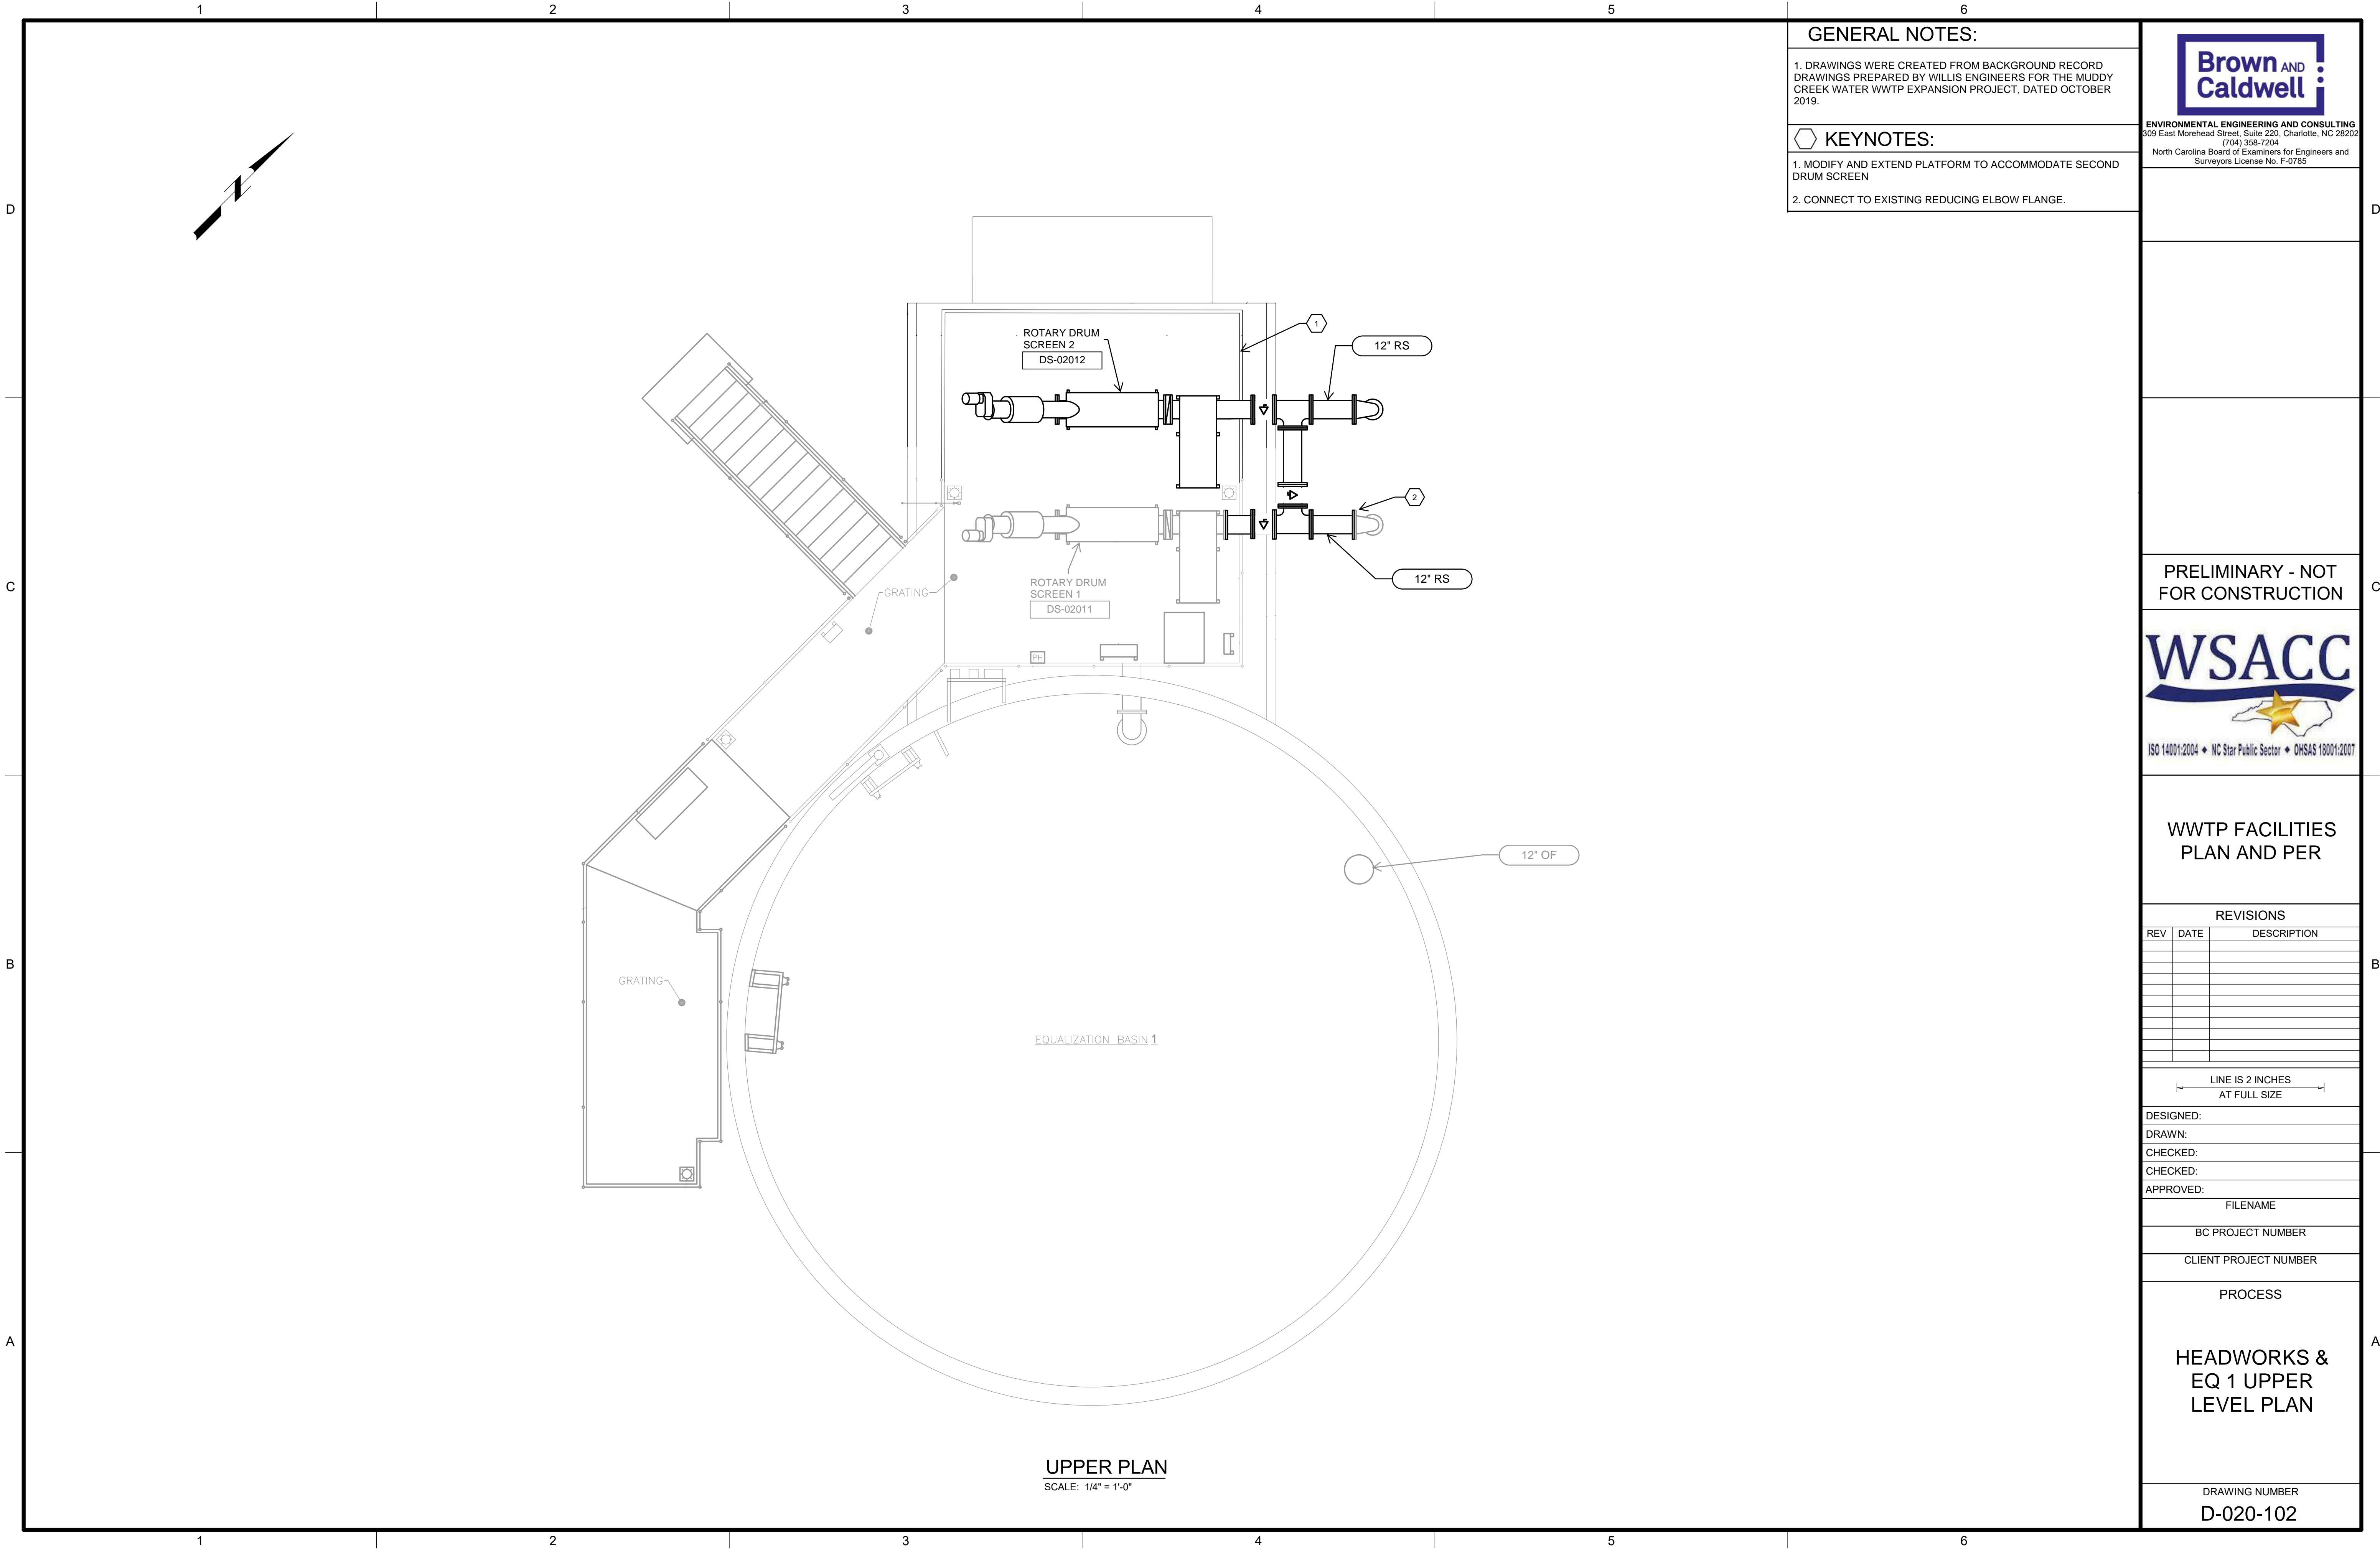 1 2 3 4 5 6
GENERAL NOTES:
1. DRAWINGS WERE CREATED FROM BACKGROUND RECORD
DRAWINGS PREPARED BY WILLIS ENGINEERS FOR THE MUDDY
CREEK WATER WWTP EXPANSION PROJECT, DATED OCTOBER
2019.
KEYNOTES:
1. MODIFY AND EXTEND PLATFORM TO ACCOMMODATE SECOND
DRUM SCREEN
2. CONNECT TO EXISTING REDUCING ELBOW FLANGE.
D
D
C
C
B
B
A
A
ROTARY DRUM
SCREEN 2
DS-02012
1
12" RS
2
12" RS
ROTARY DRUM
SCREEN 1
DS-02011
GRATING
PH
12" OF
GRATING
EQUALIZATION BASIN 1
UPPER PLAN
SCALE: 1/4" = 1'-0"
1 2 3 4 5 6
Brown AND
Caldwell
ENVIRONMENTAL ENGINEERING AND CONSULTING
309 East Morehead Street, Suite 220, Charlotte, NC 28202
(704) 358-7204
North Carolina Board of Examiners for Engineers and
Surveyors License No. F-0785
PRELIMINARY - NOT
FOR CONSTRUCTION
WSACC
ISO 14001:2004 ◆ NC Star Public Sector ◆ OHSAS 18001:2007
WWTP FACILITIES
PLAN AND PER
REVISIONS
REV DATE DESCRIPTION
LINE IS 2 INCHES
AT FULL SIZE
DESIGNED:
DRAWN:
CHECKED:
CHECKED:
APPROVED:
FILENAME
BC PROJECT NUMBER
CLIENT PROJECT NUMBER
PROCESS
HEADWORKS &
EQ 1 UPPER
LEVEL PLAN
DRAWING NUMBER
D-020-102